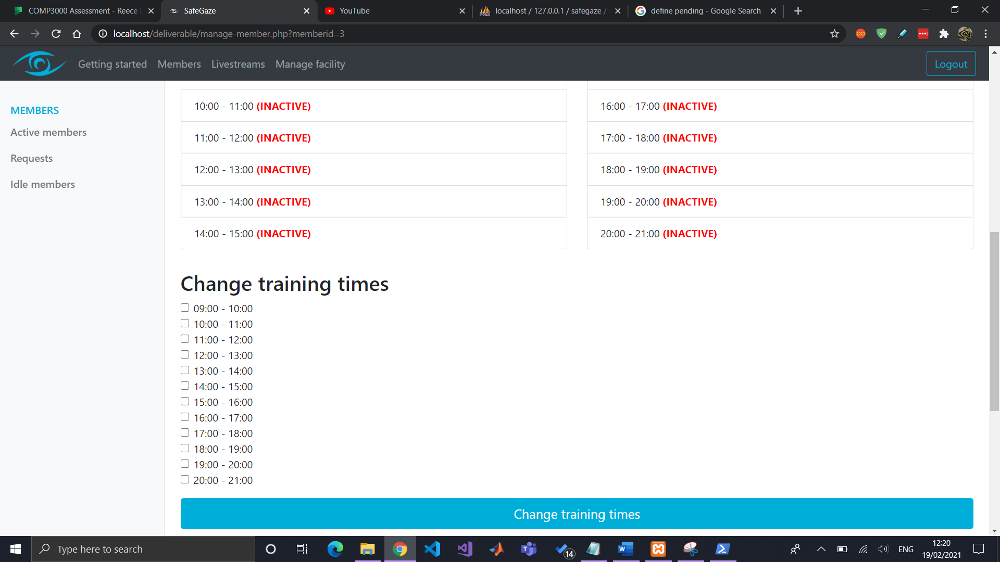 COMP3000 Assessment - Reece
SafeGaze
YouTube
localhost / 127.0.0.1 / safegaze /
define pending - Google Search
localhost/deliverable/manage-member.php?memberid=3
Getting started
Members
Livestreams
Manage facility
Logout
MEMBERS
Active members
Requests
Idle members
10:00 - 11:00 (INACTIVE)
11:00 - 12:00 (INACTIVE)
12:00 - 13:00 (INACTIVE)
13:00 - 14:00 (INACTIVE)
14:00 - 15:00 (INACTIVE)
16:00 - 17:00 (INACTIVE)
17:00 - 18:00 (INACTIVE)
18:00 - 19:00 (INACTIVE)
19:00 - 20:00 (INACTIVE)
20:00 - 21:00 (INACTIVE)
Change training times
09:00 - 10:00
10:00 - 11:00
11:00 - 12:00
12:00 - 13:00
13:00 - 14:00
14:00 - 15:00
15:00 - 16:00
16:00 - 17:00
17:00 - 18:00
18:00 - 19:00
19:00 - 20:00
20:00 - 21:00
Change training times
Type here to search
14
ENG
12:20
19/02/2021